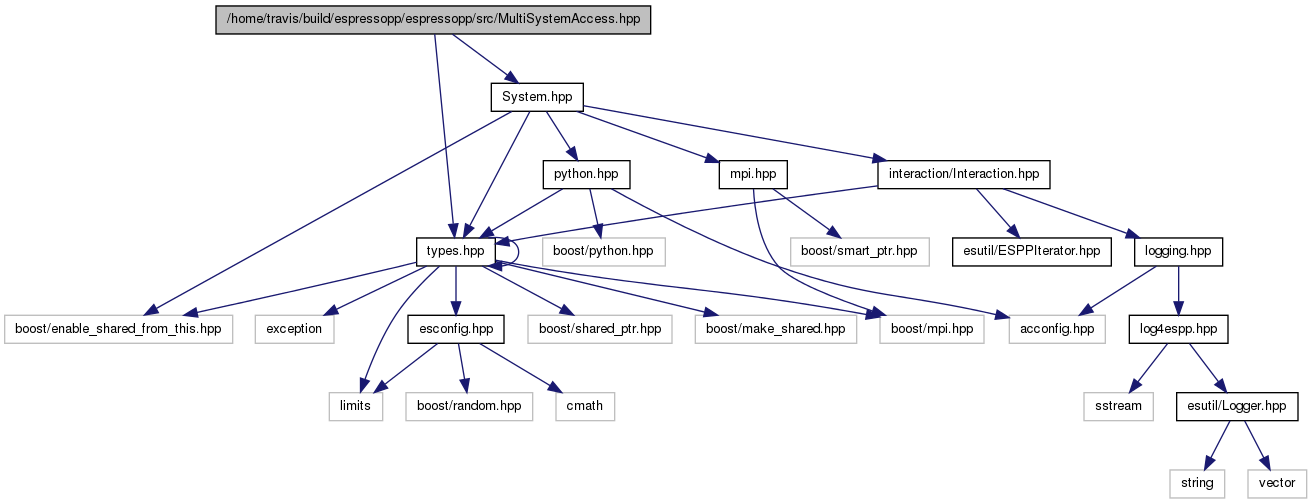 /home/travis/build/espressopp/espressopp/src/MultiSystemAccess.hpp
System.hpp
python.hpp
mpi.hpp
interaction/Interaction.hpp
types.hpp
boost/python.hpp
boost/smart_ptr.hpp
esutil/ESPPIterator.hpp
logging.hpp
boost/enable_shared_from_this.hpp
exception
esconfig.hpp
boost/shared_ptr.hpp
boost/make_shared.hpp
boost/mpi.hpp
acconfig.hpp
log4espp.hpp
limits
boost/random.hpp
cmath
sstream
esutil/Logger.hpp
string
vector